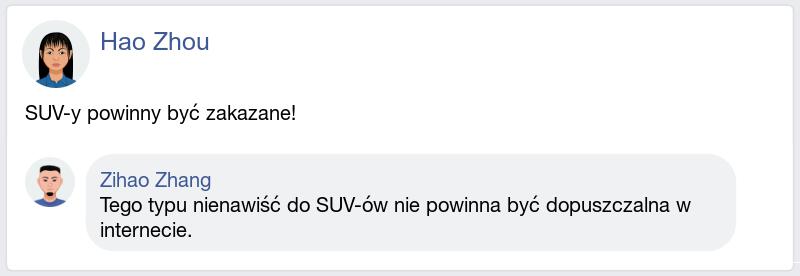 Hao Zhou
SUV-y powinny być zakazane!
Zihao Zhang
Tego typu nienawiść do SUV-ów nie powinna być dopuszczalna w
internecie.